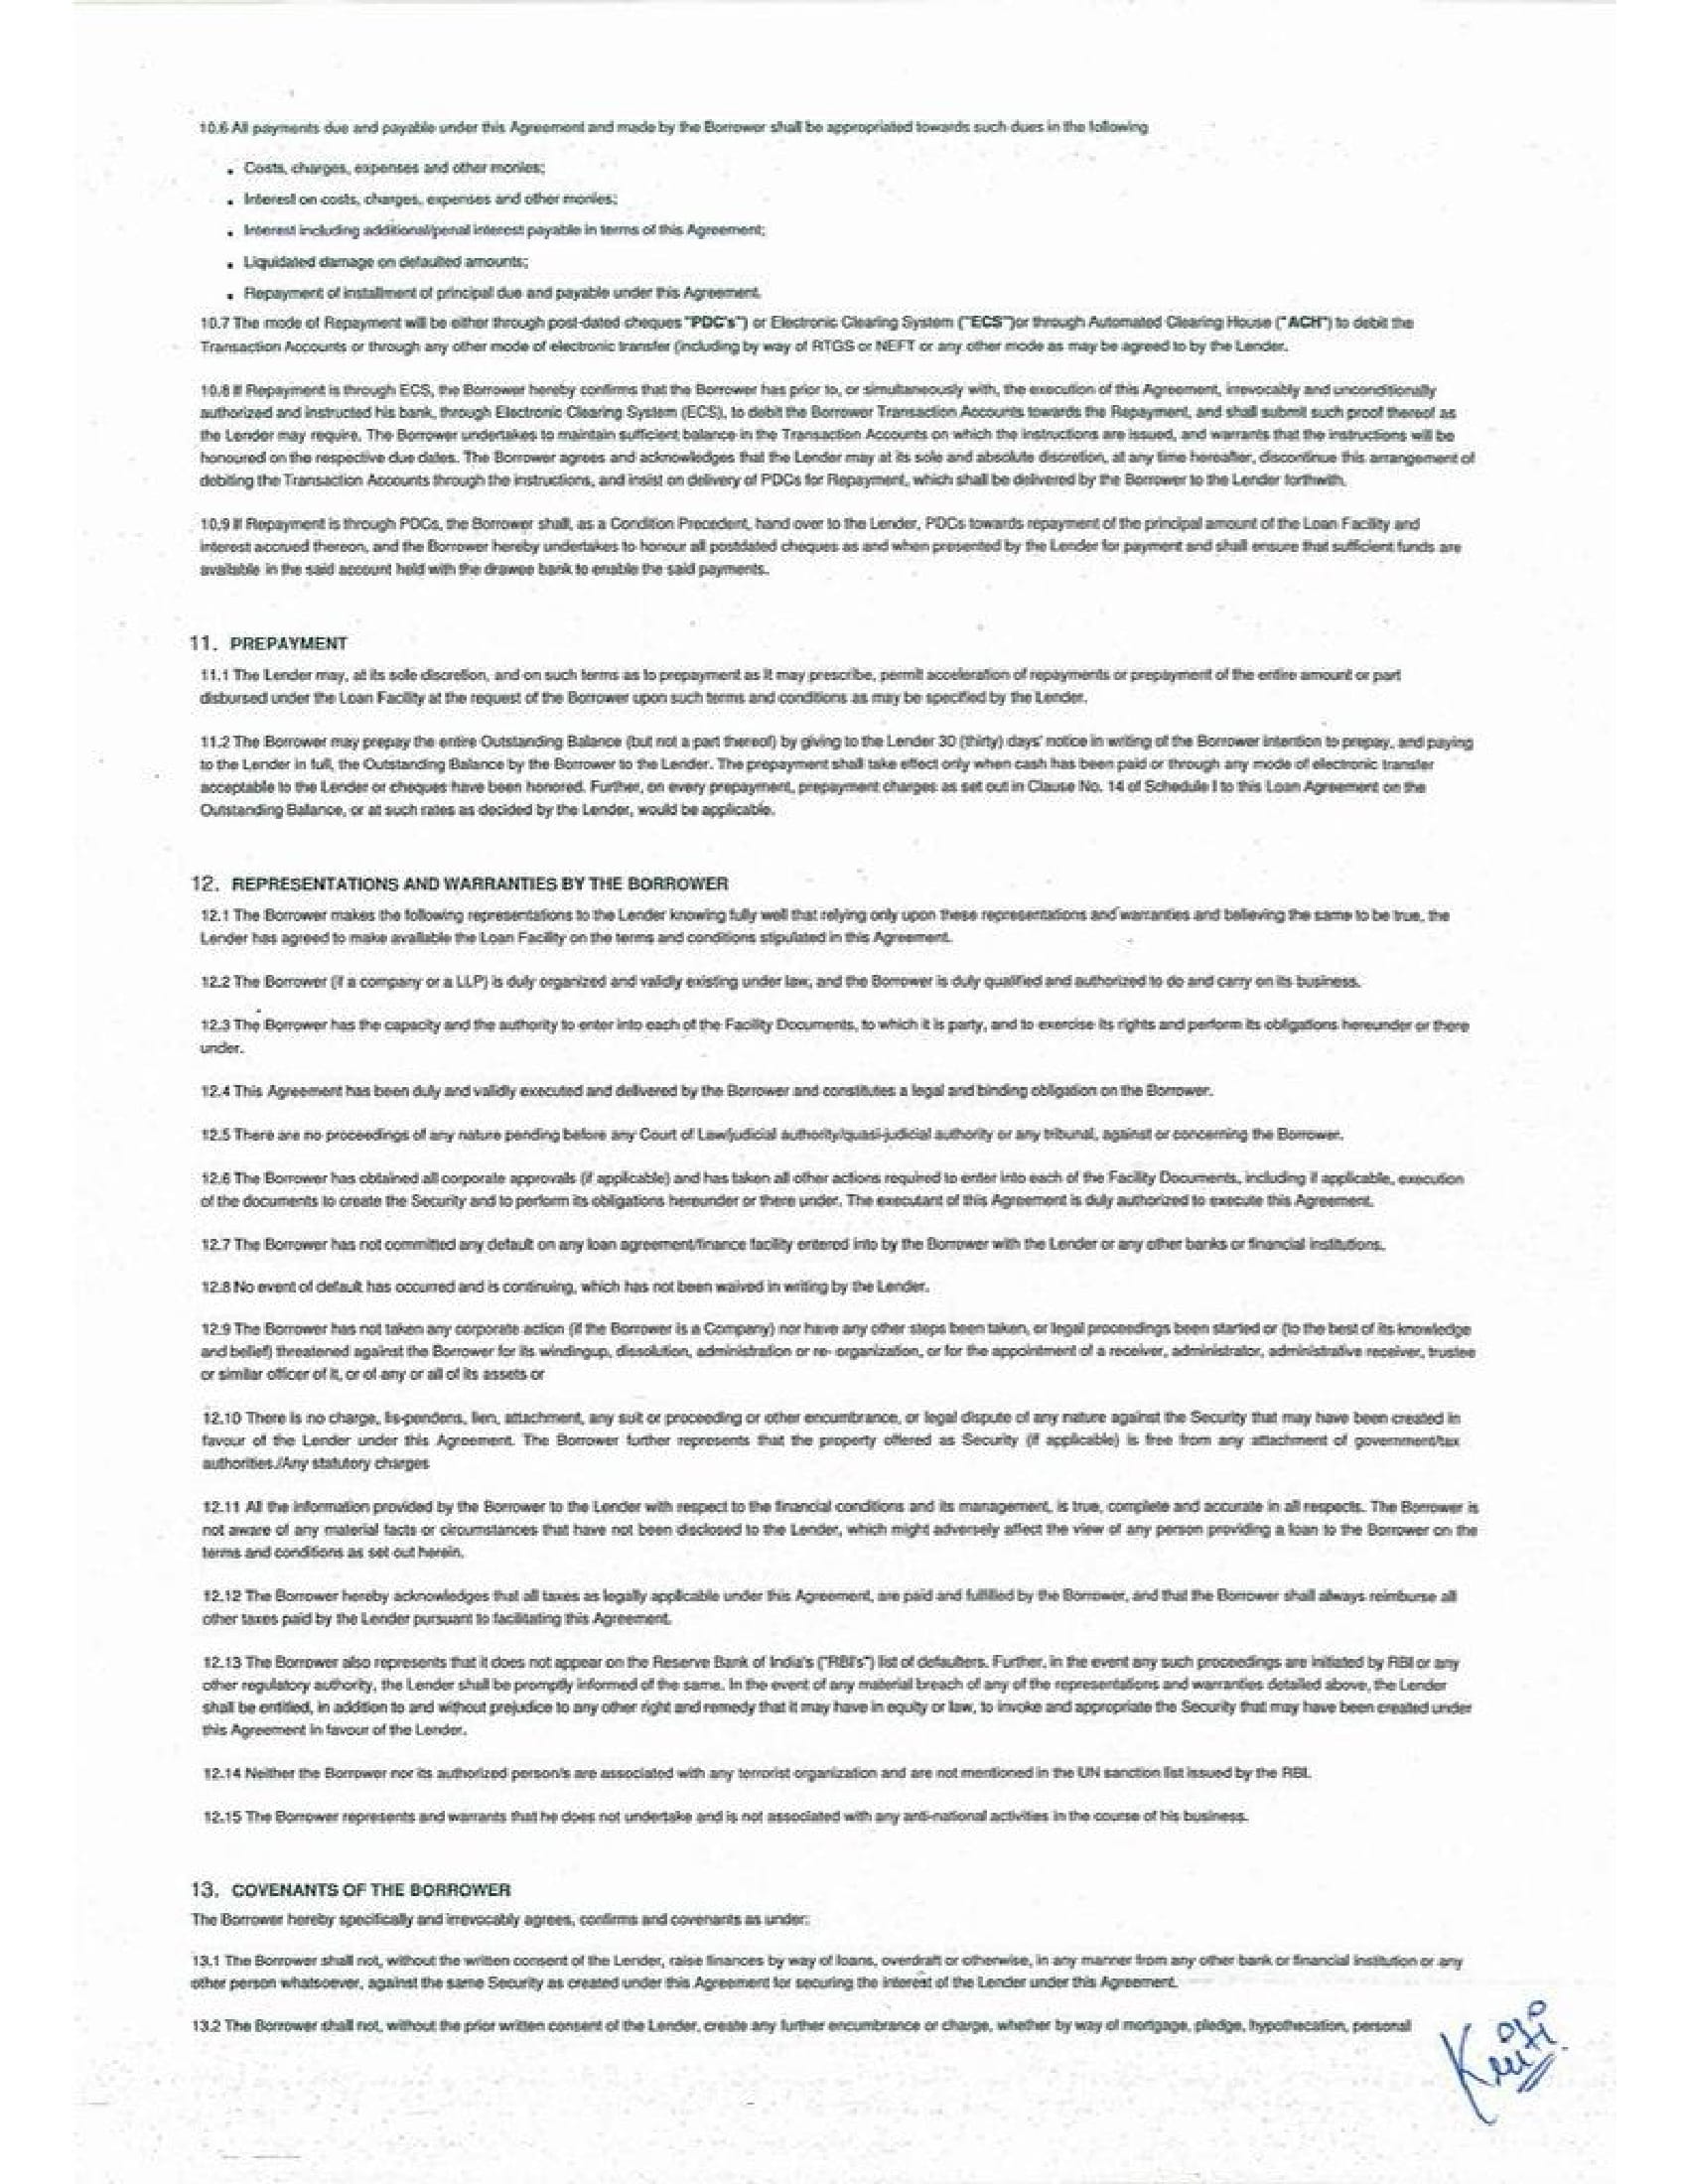 10.6 All payments due and payable under this Agreement and made by the Borrower shall be appropriated towards such dues in the following
• Costs, charges, expenses and other monies;
• Interest on costs, charges, expenses and other monies;
• Interest including additional/penal interest payable in terms of this Agreement;
• Liquidated damage on defaulted amounts;
• Repayment of installment of principal due and payable under this Agreement.
10.7 The mode of Repayment will be either through post-dated cheques "PDC's") or Electronic Clearing System ("ECS")or through Automated Clearing House ("ACH") to debit the
Transaction Accounts or through any other mode of electronic transfer (including by way of RTGS or NEFT or any other mode as may be agreed to by the Lender.
10.8 If Repayment is through ECS, the Borrower hereby confirms that the Borrower has prior to, or simultaneously with, the execution of this Agreement, irrevocably and unconditionally
authorized and instructed his bank, through Electronic Clearing System (ECS), to debit the Borrower Transaction Accounts towards the Repayment, and shall submit such proof thereof as
the Lender may require. The Borrower undertakes to maintain sufficient balance in the Transaction Accounts on which the instructions are issued, and warrants that the instructions will be
honoured on the respective due dates. The Borrower agrees and acknowledges that the Lender may at its sole and absolute discretion, at any time hereafter, discontinue this arrangement of
debiting the Transaction Accounts through the instructions, and insist on delivery of PDCs for Repayment, which shall be delivered by the Borrower to the Lender forthwith.
10.9 If Repayment is through PDCs, the Borrower shall, as a Condition Precedent, hand over to the Lender, PDCs towards repayment of the principal amount of the Loan Facility and
interest accrued thereon, and the Borrower hereby undertakes to honour all postdated cheques as and when presented by the Lender for payment and shall ensure that sufficient funds are
available in the said account held with the drawee bank to enable the said payments.
11. PREPAYMENT
11.1 The Lender may, at its sole discretion, and on such terms as to prepayment as it may prescribe, permit acceleration of repayments or prepayment of the entire amount or part
disbursed under the Loan Facility at the request of the Borrower upon such terms and conditions as may be specified by the Lender.
11.2 The Borrower may prepay the entire Outstanding Balance (but not a part thereof) by giving to the Lender 30 (thirty) days' notice in writing of the Borrower intention to prepay, and paying
to the Lender in full, the Outstanding Balance by the Borrower to the Lender. The prepayment shall take effect only when cash has been paid or through any mode of electronic transfer
acceptable to the Lender or cheques have been honored. Further, on every prepayment, prepayment charges as set out in Clause No. 14 of Schedule I to this Loan Agreement on the
Outstanding Balance, or at such rates as decided by the Lender, would be applicable.
12. REPRESENTATIONS AND WARRANTIES BY THE BORROWER
12.1 The Borrower makes the following representations to the Lender knowing fully well that relying only upon these representations and warranties and believing the same to be true, the
Lender has agreed to make available the Loan Facility on the terms and conditions stipulated in this Agreement.
12.2 The Borrower (if a company or a LLP) is duly organized and validly existing under law, and the Borrower is duly qualified and authorized to do and carry on its business.
12.3 The Borrower has the capacity and the authority to enter into each of the Facility Documents, to which it is party, and to exercise its rights and perform its obligations hereunder or there
under.
12.4 This Agreement has been duly and validly executed and delivered by the Borrower and constitutes a legal and binding obligation on the Borrower.
12.5 There are no proceedings of any nature pending before any Court of Law/judicial authority/quasi-judicial authority or any tribunal, against or concerning the Borrower.
12.6 The Borrower has obtained all corporate approvals (if applicable) and has taken all other actions required to enter into each of the Facility Documents, including if applicable, execution
of the documents to create the Security and to perform its obligations hereunder or there under. The executant of this Agreement is duly authorized to execute this Agreement.
12.7 The Borrower has not committed any default on any loan agreement/finance facility entered into by the Borrower with the Lender or any other banks or financial institutions.
12.8 No event of default has occurred and is continuing, which has not been waived in writing by the Lender.
12.9 The Borrower has not taken any corporate action (if the Borrower is a Company) nor have any other steps been taken, or legal proceedings been started or (to the best of its knowledge
and belief) threatened against the Borrower for its windingup, dissolution, administration or re- organization, or for the appointment of a receiver, administrator, administrative receiver, trustee
or similar officer of it, or of any or all of its assets or
12.10 There is no charge, lis-pendens, lien, attachment, any suit or proceeding or other encumbrance, or legal dispute of any nature against the Security that may have been created in
favour of the Lender under this Agreement. The Borrower further represents that the property offered as Security (if applicable) is free from any attachment of government/tax
authorities./Any statutory charges
12.11 All the information provided by the Borrower to the Lender with respect to the financial conditions and its management, is true, complete and accurate in all respects. The Borrower is
not aware of any material facts or circumstances that have not been disclosed to the Lender, which might adversely affect the view of any person providing a loan to the Borrower on the
terms and conditions as set out herein.
12.12 The Borrower hereby acknowledges that all taxes as legally applicable under this Agreement, are paid and fulfilled by the Borrower, and that the Borrower shall always reimburse all
other taxes paid by the Lender pursuant to facilitating this Agreement.
12.13 The Borrower also represents that it does not appear on the Reserve Bank of India's ("RBI's") list of defaulters. Further, in the event any such proceedings are initiated by RBI or any
other regulatory authority, the Lender shall be promptly informed of the same. In the event of any material breach of any of the representations and warranties detailed above, the Lender
shall be entitled, in addition to and without prejudice to any other right and remedy that it may have in equity or law, to invoke and appropriate the Security that may have been created under
this Agreement in favour of the Lender.
12.14 Neither the Borrower nor its authorized person/s are associated with any terrorist organization and are not mentioned in the UN sanction list issued by the RBI.
12.15 The Borrower represents and warrants that he does not undertake and is not associated with any anti-national activities in the course of his business.
13. COVENANTS OF THE BORROWER
The Borrower hereby specifically and irrevocably agrees, confirms and covenants as under:
13.1 The Borrower shall not, without the written consent of the Lender, raise finances by way of loans, overdraft or otherwise, in any manner from any other bank or financial institution or any
other person whatsoever, against the same Security as created under this Agreement for securing the interest of the Lender under this Agreement.
13.2 The Borrower shall not, without the prior written consent of the Lender, create any further encumbrance or charge, whether by way of mortgage, pledge, hypothecation, personal